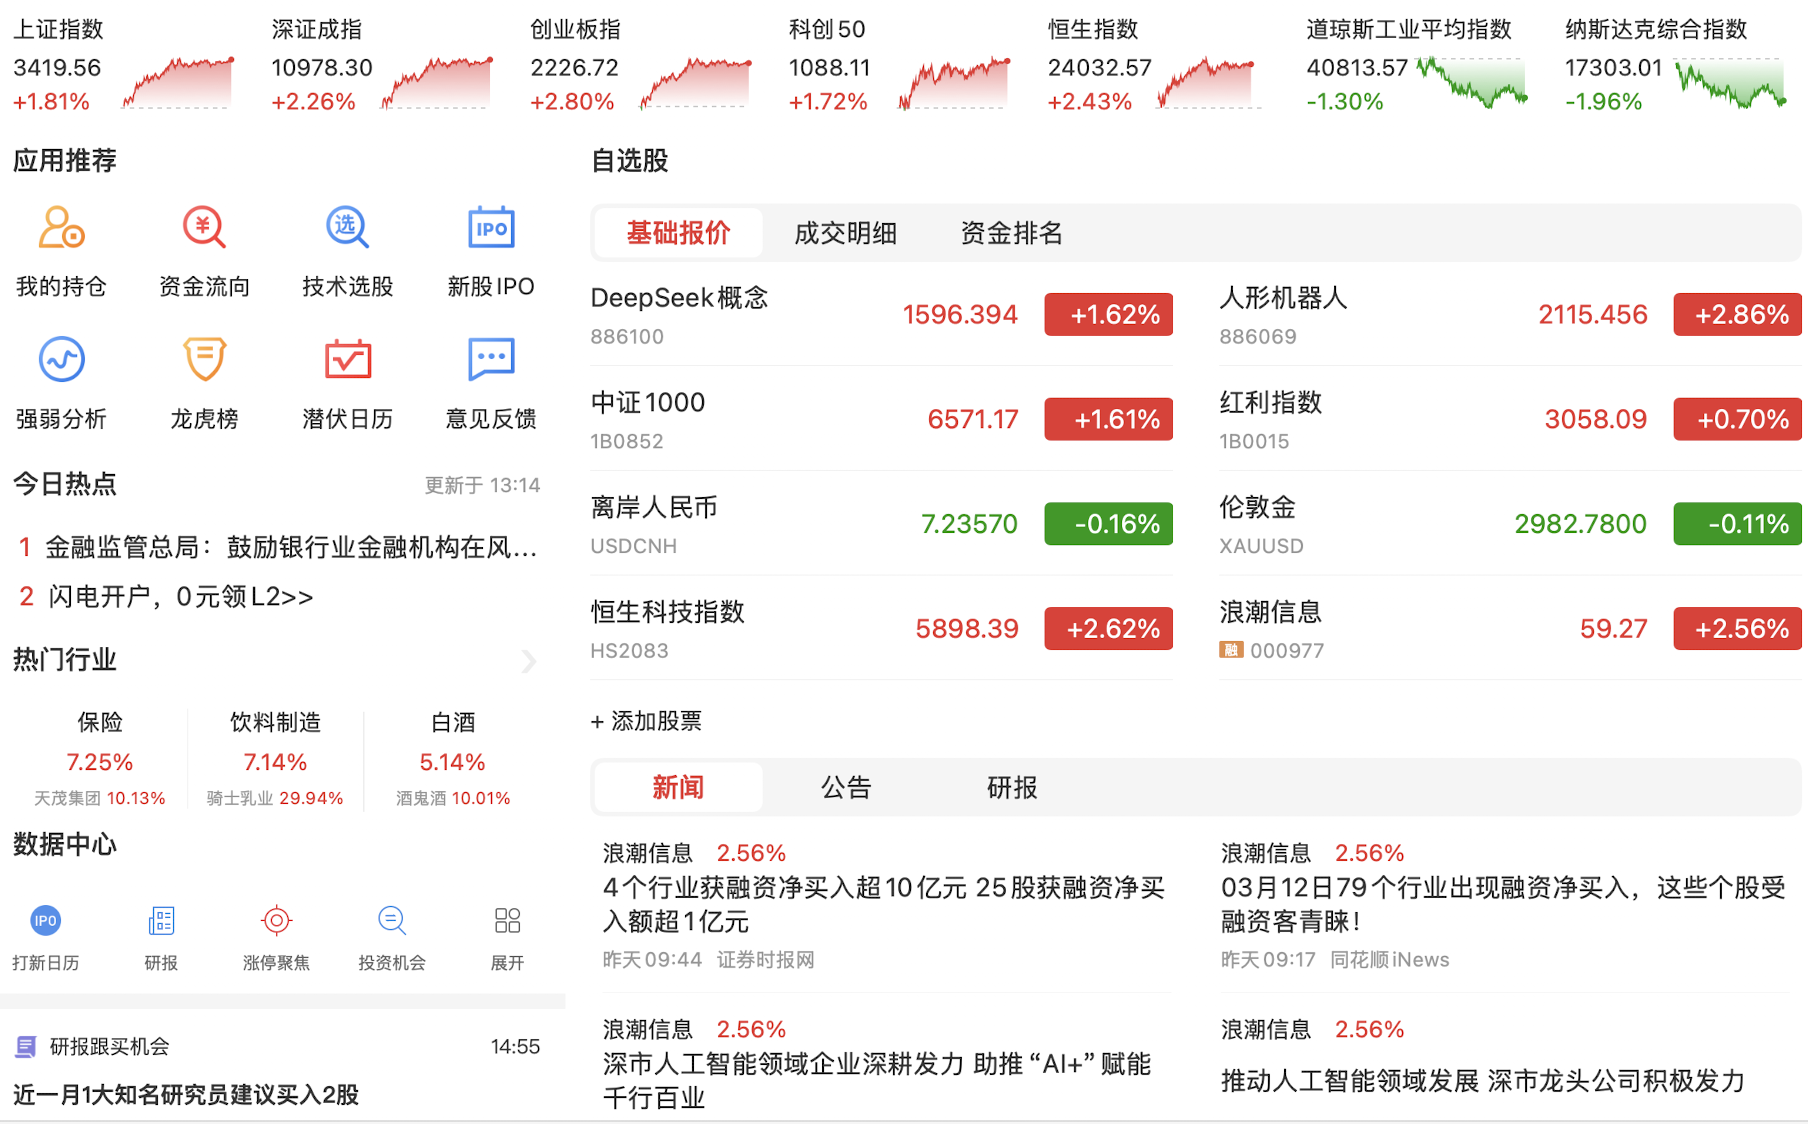 上证指数
3419.56
+1.81%
深证成指
10978.30
+2.26%
创业板指
2226.72
+2.80%
科创50
1088.11
+1.72%
恒生指数
24032.57
+2.43%
道琼斯工业平均指数
40813.57
-1.30%
纳斯达克综合指数
17303.01
-1.96%
应用推荐
¥
选
IPO
我的持仓
资金流向
技术选股
新股IPO
强弱分析
龙虎榜
潜伏日历
意见反馈
今日热点
更新于 13:14
1 金融监管总局：鼓励银行业金融机构在风...
2 闪电开户，0元领L2>>
热门行业
保险
7.25%
天茂集团 10.13%
饮料制造
7.14%
骑士乳业 29.94%
白酒
5.14%
酒鬼酒 10.01%
数据中心
IPO
打新日历
研报
涨停聚焦
投资机会
展开
研报跟买机会
14:55
近一月1大知名研究员建议买入2股
自选股
基础报价
成交明细
资金排名
DeepSeek概念
886100
1596.394
+1.62%
人形机器人
886069
2115.456
+2.86%
中证1000
1B0852
6571.17
+1.61%
红利指数
1B0015
3058.09
+0.70%
离岸人民币
USDCNH
7.23570
-0.16%
伦敦金
XAUUSD
2982.7800
-0.11%
恒生科技指数
HS2083
5898.39
+2.62%
浪潮信息
融 000977
59.27
+2.56%
+ 添加股票
新闻
公告
研报
浪潮信息 2.56%
4个行业获融资净买入超10亿元 25股获融资净买
入额超1亿元
昨天09:44 证券时报网
浪潮信息 2.56%
03月12日79个行业出现融资净买入，这些个股受
融资客青睐！
昨天09:17 同花顺iNews
浪潮信息 2.56%
深市人工智能领域企业深耕发力 助推“AI+”赋能
千行百业
浪潮信息 2.56%
推动人工智能领域发展 深市龙头公司积极发力